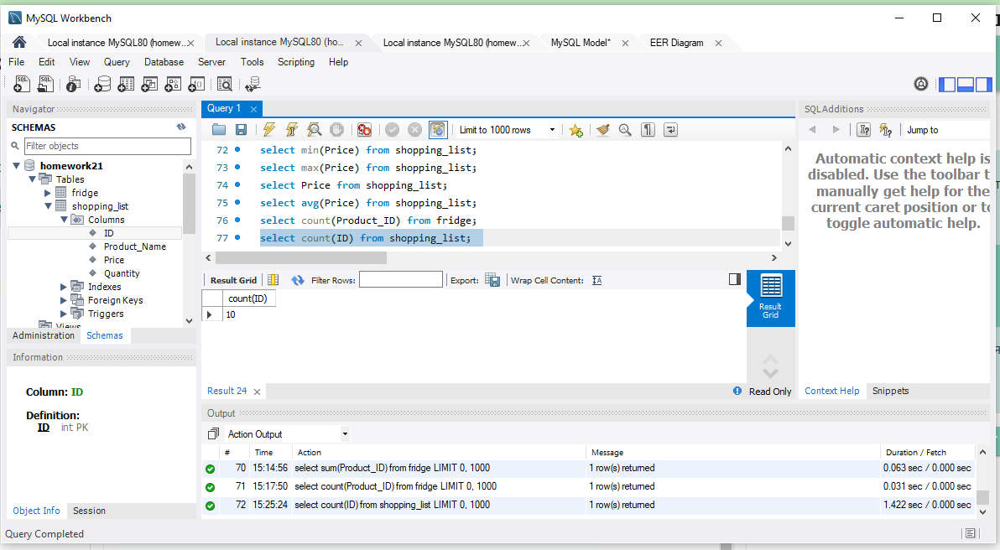 MySQL Workbench
Local instance MySQL80 (homew...
Local instance MySQL80 (ho...
Local instance MySQL80 (homew...
MySQL Model*
EER Diagram
File Edit View Query Database Server Tools Scripting Help
Navigator
SCHEMAS
Filter objects
homework21
Tables
fridge
shopping_list
Columns
ID
Product_Name
Price
Quantity
Indexes
Foreign Keys
Triggers
Views
Administration Schemas
Information
Column: ID
Definition:
ID int PK
Object Info Session
Query 1
Limit to 1000 rows
72 select min(Price) from shopping_list;
73 select max(Price) from shopping_list;
74 select Price from shopping_list;
75 select avg(Price) from shopping_list;
76 select count(Product_ID) from fridge;
77 select count(ID) from shopping_list;
Result Grid Filter Rows: Export: Wrap Cell Content:
count(ID)
10
Result
Grid
Result 24
Read Only
SQLAdditions
Jump to
Automatic context help is
disabled. Use the toolbar t
manually get help for the
current caret position or to
toggle automatic help.
Context Help Snippets
Output
Action Output
# Time Action Message Duration / Fetch
70 15:14:56 select sum(Product_ID) from fridge LIMIT 0, 1000 1 row(s) returned 0.063 sec / 0.000 sec
71 15:17:50 select count(Product_ID) from fridge LIMIT 0, 1000 1 row(s) returned 0.031 sec / 0.000 sec
72 15:25:24 select count(ID) from shopping_list LIMIT 0, 1000 1 row(s) returned 1.422 sec / 0.000 sec
Query Completed